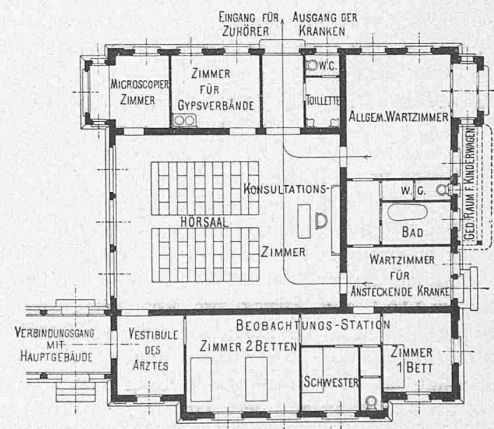 EINGANG FÜR ZUHÖRER
AUSGANG DER KRANKEN
MICROSCOPIER
ZIMMER
ZIMMER
FÜR
GYPSVERBÄNDE
W.C.
TOILETTE
ALLGEM. WARTZIMMER
GED. RAUM F. KINDERWAGEN
KONSULTATIONS-
ZIMMER
HÖRSAAL
W. C.
BAD
WARTZIMMER
FÜR
ANSTECKENDE KRANKE
VERBINDUNGSGANG
MIT
HAUPTGEBÄUDE
VESTIBULE
DES
ARZTES
BEOBACHTUNGS-STATION
ZIMMER 2 BETTEN
SCHWESTER
ZIMMER
1 BETT